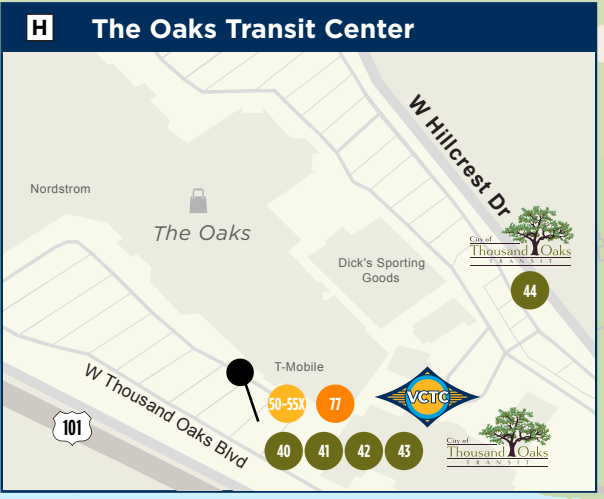 H The Oaks Transit Center
W Hillcrest Dr
Nordstrom
The Oaks
City of
Thousand Oaks
TRANSIT
Dick's Sporting
Goods
44
T-Mobile
W Thousand Oaks Blvd
50-55X 77
VCTC
101
40 41 42 43
City of
Thousand Oaks
TRANSIT